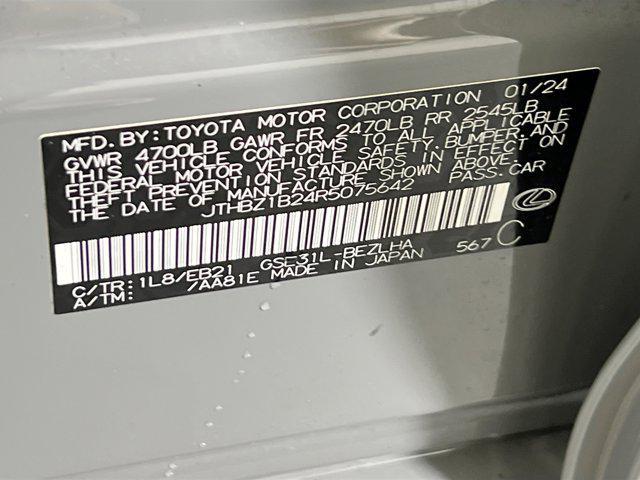 MFD. BY: TOYOTA MOTOR CORPORATION 01/24
GVWR 4700LB GAWR FR 2470LB RR 2545LB
THIS VEHICLE CONFORMS TO ALL APPLICABLE
FEDERAL MOTOR VEHICLE SAFETY, BUMPER, AND
THEFT PREVENTION STANDARDS IN EFFECT ON
THE DATE OF MANUFACTURE SHOWN ABOVE.
JTHBZ1B24R5075642 PASS. CAR
C/TR: 1L8/EB21 GSE31L-BEZLHA 567 C
A/TM: /AA81E MADE IN JAPAN